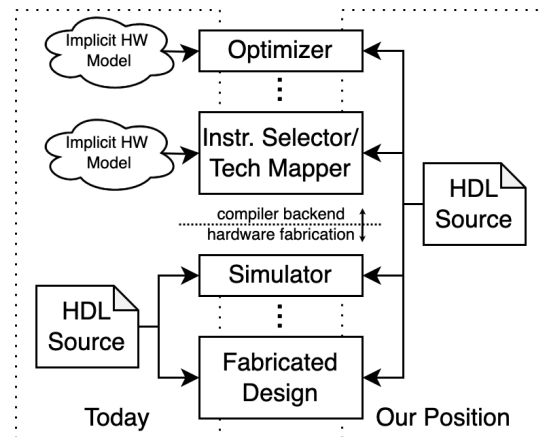 Implicit HW
Model
Optimizer
Implicit HW
Model
Instr. Selector/
Tech Mapper
HDL
Source
compiler backend
hardware fabrication
Simulator
HDL
Source
Fabricated
Design
Today
Our Position